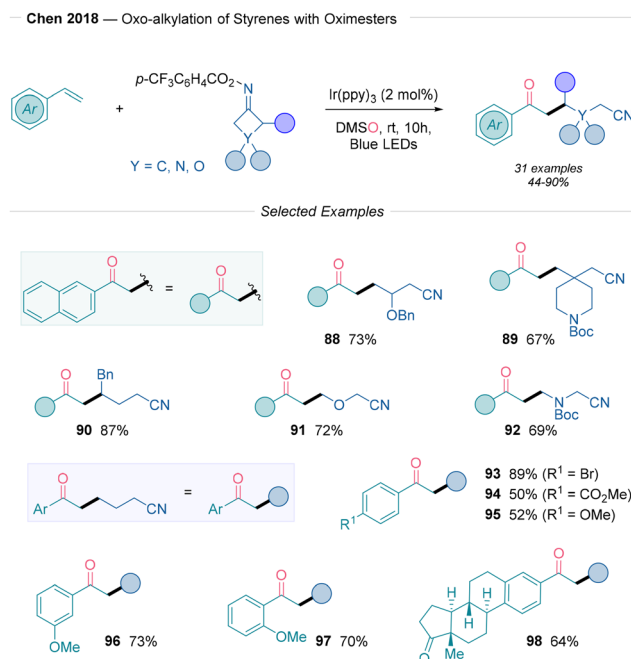 Chen 2018 — Oxo-alkylation of Styrenes with Oximesters
Ar
+
p-CF3C6H4CO2
N
Y
Y = C, N, O
Ir(ppy)3 (2 mol%)
DMSO, rt, 10h,
Blue LEDs
O
Ar
Y
CN
31 examples
44-90%
Selected Examples
O
=
O
O
CN
OBn
88 73%
O
CN
N
Boc
89 67%
Bn
O
CN
90 87%
O
O
CN
91 72%
O
N
Boc
CN
92 69%
O
Ar
CN
=
O
Ar
O
R1
93 89% (R1 = Br)
94 50% (R1 = CO2Me)
95 52% (R1 = OMe)
O
OMe
96 73%
O
OMe
97 70%
O
H
H
H
Me
O
98 64%